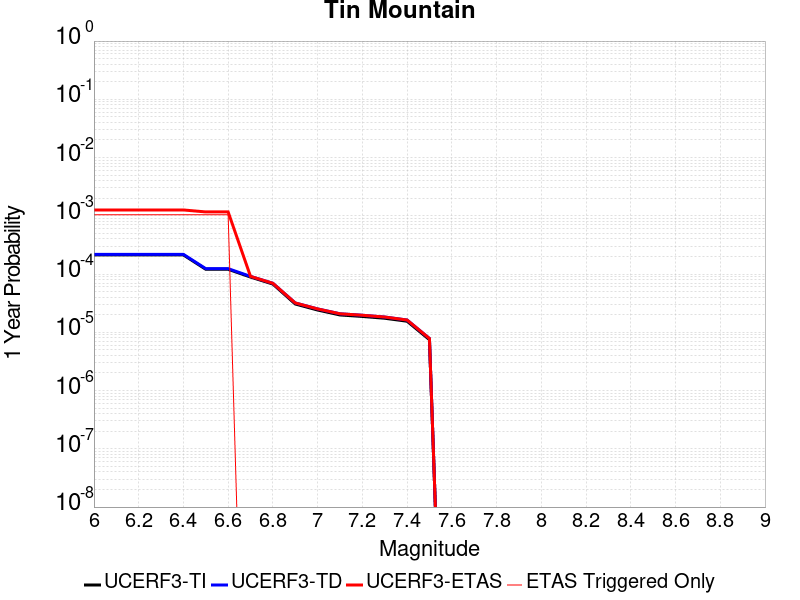 Tin Mountain
10^0
10^-1
10^-2
10^-3
10^-4
10^-5
10^-6
10^-7
10^-8
1 Year Probability
6 6.2 6.4 6.6 6.8 7 7.2 7.4 7.6 7.8 8 8.2 8.4 8.6 8.8 9
Magnitude
UCERF3-TI UCERF3-TD UCERF3-ETAS ETAS Triggered Only